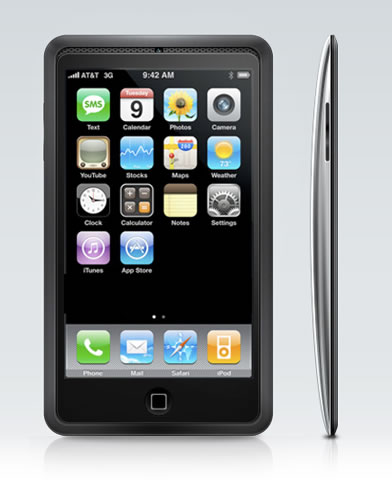 AT&T 3G 9:42 AM
SMS Tuesday 9 280 73°
Text Calendar Photos Camera
YouTube Stocks Maps Weather
Clock Calculator Notes Settings
iTunes App Store
Phone Mail Safari iPod